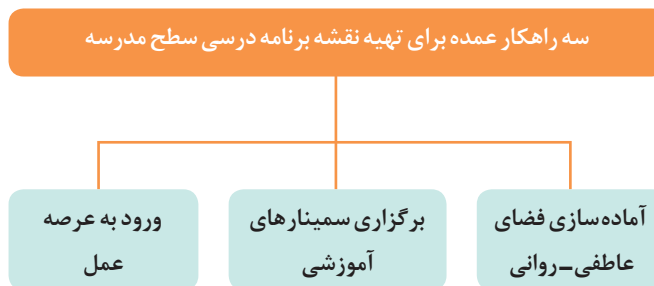 سه راهکار عمده برای تهیه نقشه برنامه درسی سطح مدرسه
آماده‌سازی فضای
عاطفی–روانی
برگزاری سمینارهای
آموزشی
ورود به عرصه
عمل